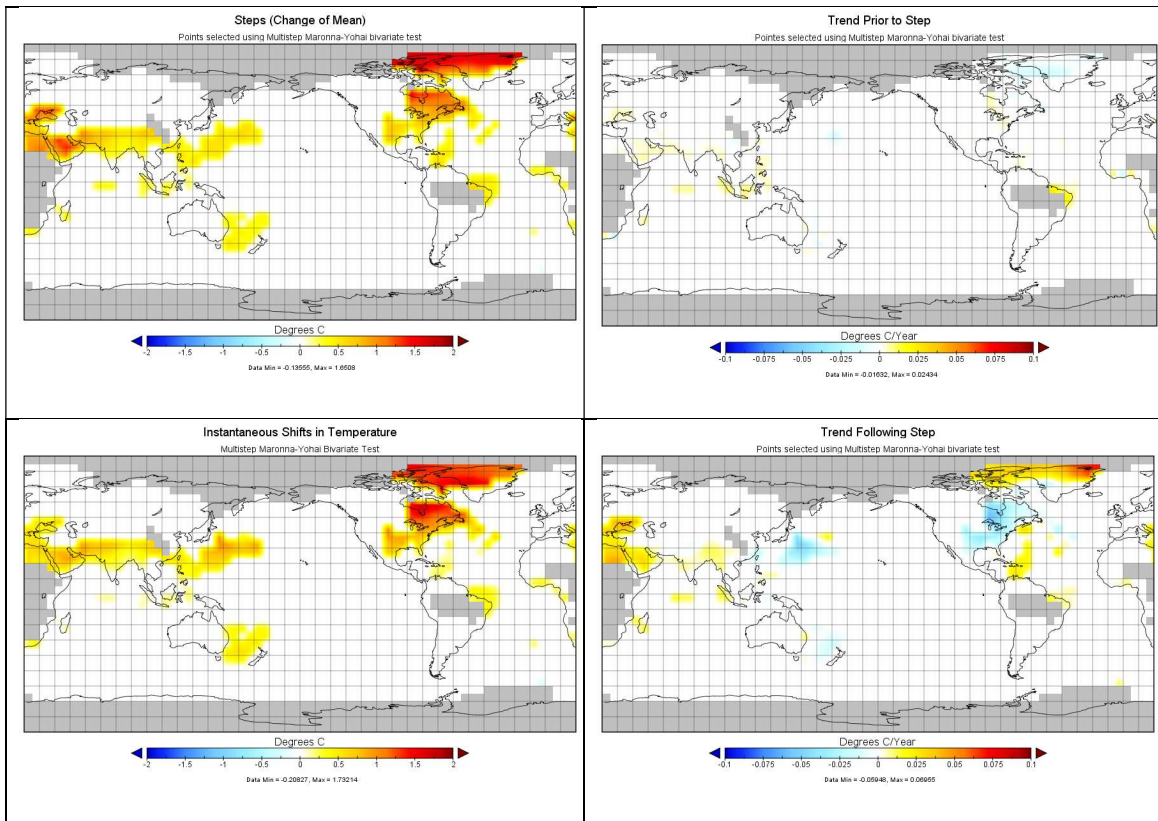 Steps (Change of Mean)
Points selected using Multistep Maronna-Yohai bivariate test
Degrees C
-2 -1.5 -1 -0.5 0 0.5 1 1.5 2
Data Min = -0.13555, Max = 1.6508
Trend Prior to Step
Pointes selected using Multistep Maronna-Yohai bivariate test
Degrees C/Year
-0.1 -0.075 -0.05 -0.025 0 0.025 0.05 0.075 0.1
Data Min = -0.01632, Max = 0.02434
Instantaneous Shifts in Temperature
Multistep Maronna-Yohai Bivariate Test
Degrees C
-2 -1.5 -1 -0.5 0 0.5 1 1.5 2
Data Min = -0.20827, Max = 1.73214
Trend Following Step
Points selected using Multistep Maronna-Yohai bivariate test
Degrees C/Year
-0.1 -0.075 -0.05 -0.025 0 0.025 0.05 0.075 0.1
Data Min = -0.05948, Max = 0.06955